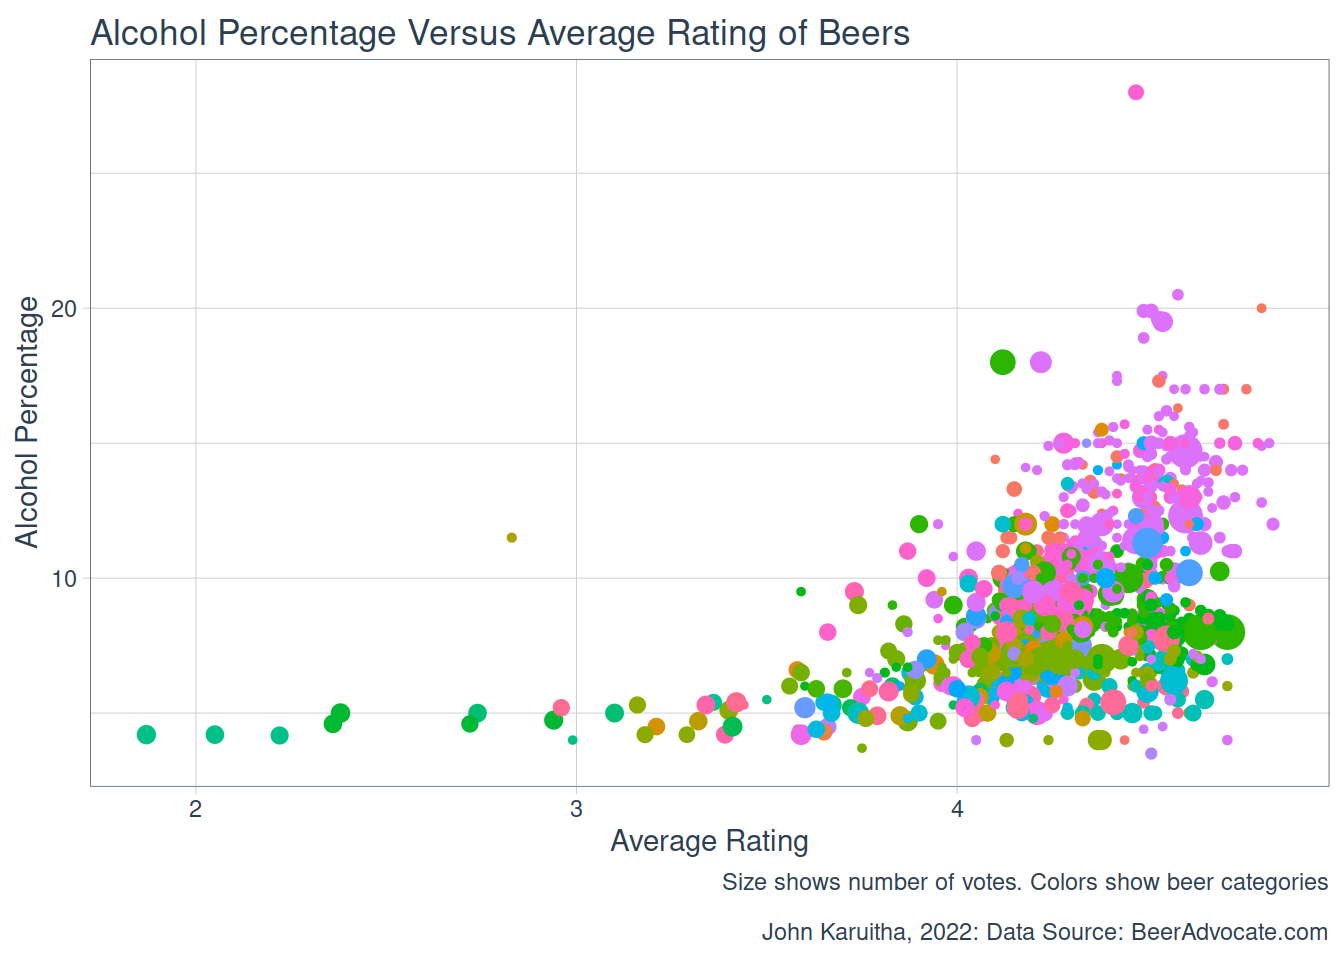 Alcohol Percentage Versus Average Rating of Beers
Alcohol Percentage
20
10
2
3
4
Average Rating
Size shows number of votes. Colors show beer categories
John Karuitha, 2022: Data Source: BeerAdvocate.com